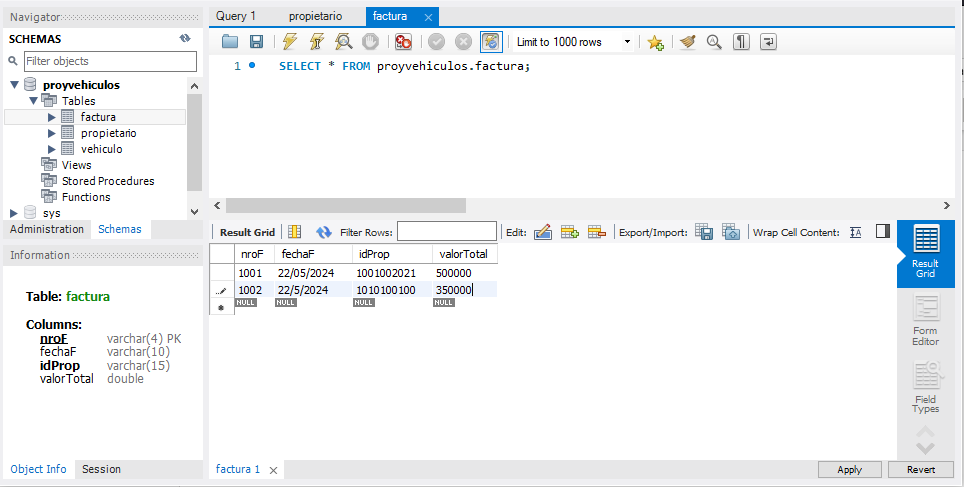 Navigator
SCHEMAS
Filter objects
proyvehiculos
Tables
factura
propietario
vehiculo
Views
Stored Procedures
Functions
sys
Administration Schemas
Information
Table: factura
Columns:
nroF varchar(4) PK
fechaF varchar(10)
idProp varchar(15)
valorTotal double
Object Info Session
Query 1 propietario factura
Limit to 1000 rows
1 SELECT * FROM proyvehiculos.factura;
Result Grid Filter Rows: Edit: Export/Import: Wrap Cell Content:
nroF fechaF idProp valorTotal
1001 22/05/2024 1001002021 500000
1002 22/5/2024 1010100100 350000
NULL NULL NULL NULL
Result
Grid
Form
Editor
Field
Types
factura 1
Apply Revert